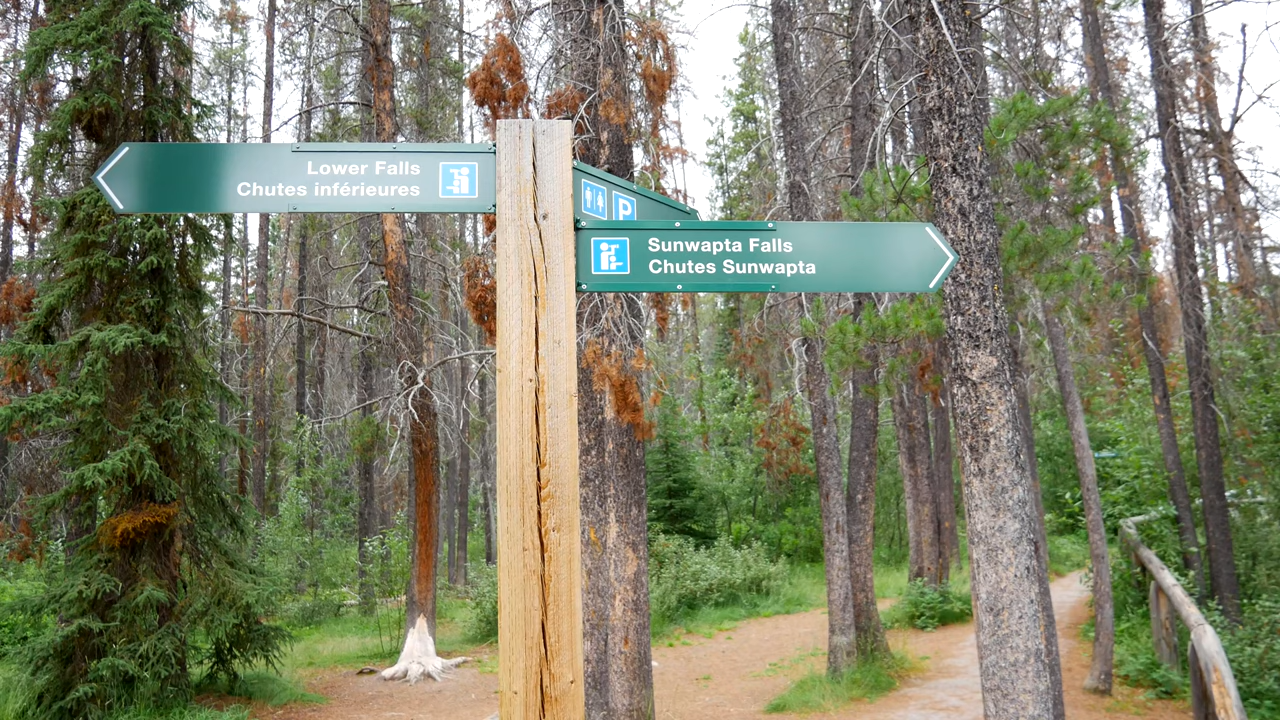 Lower Falls
Chutes inférieures
P
Sunwapta Falls
Chutes Sunwapta